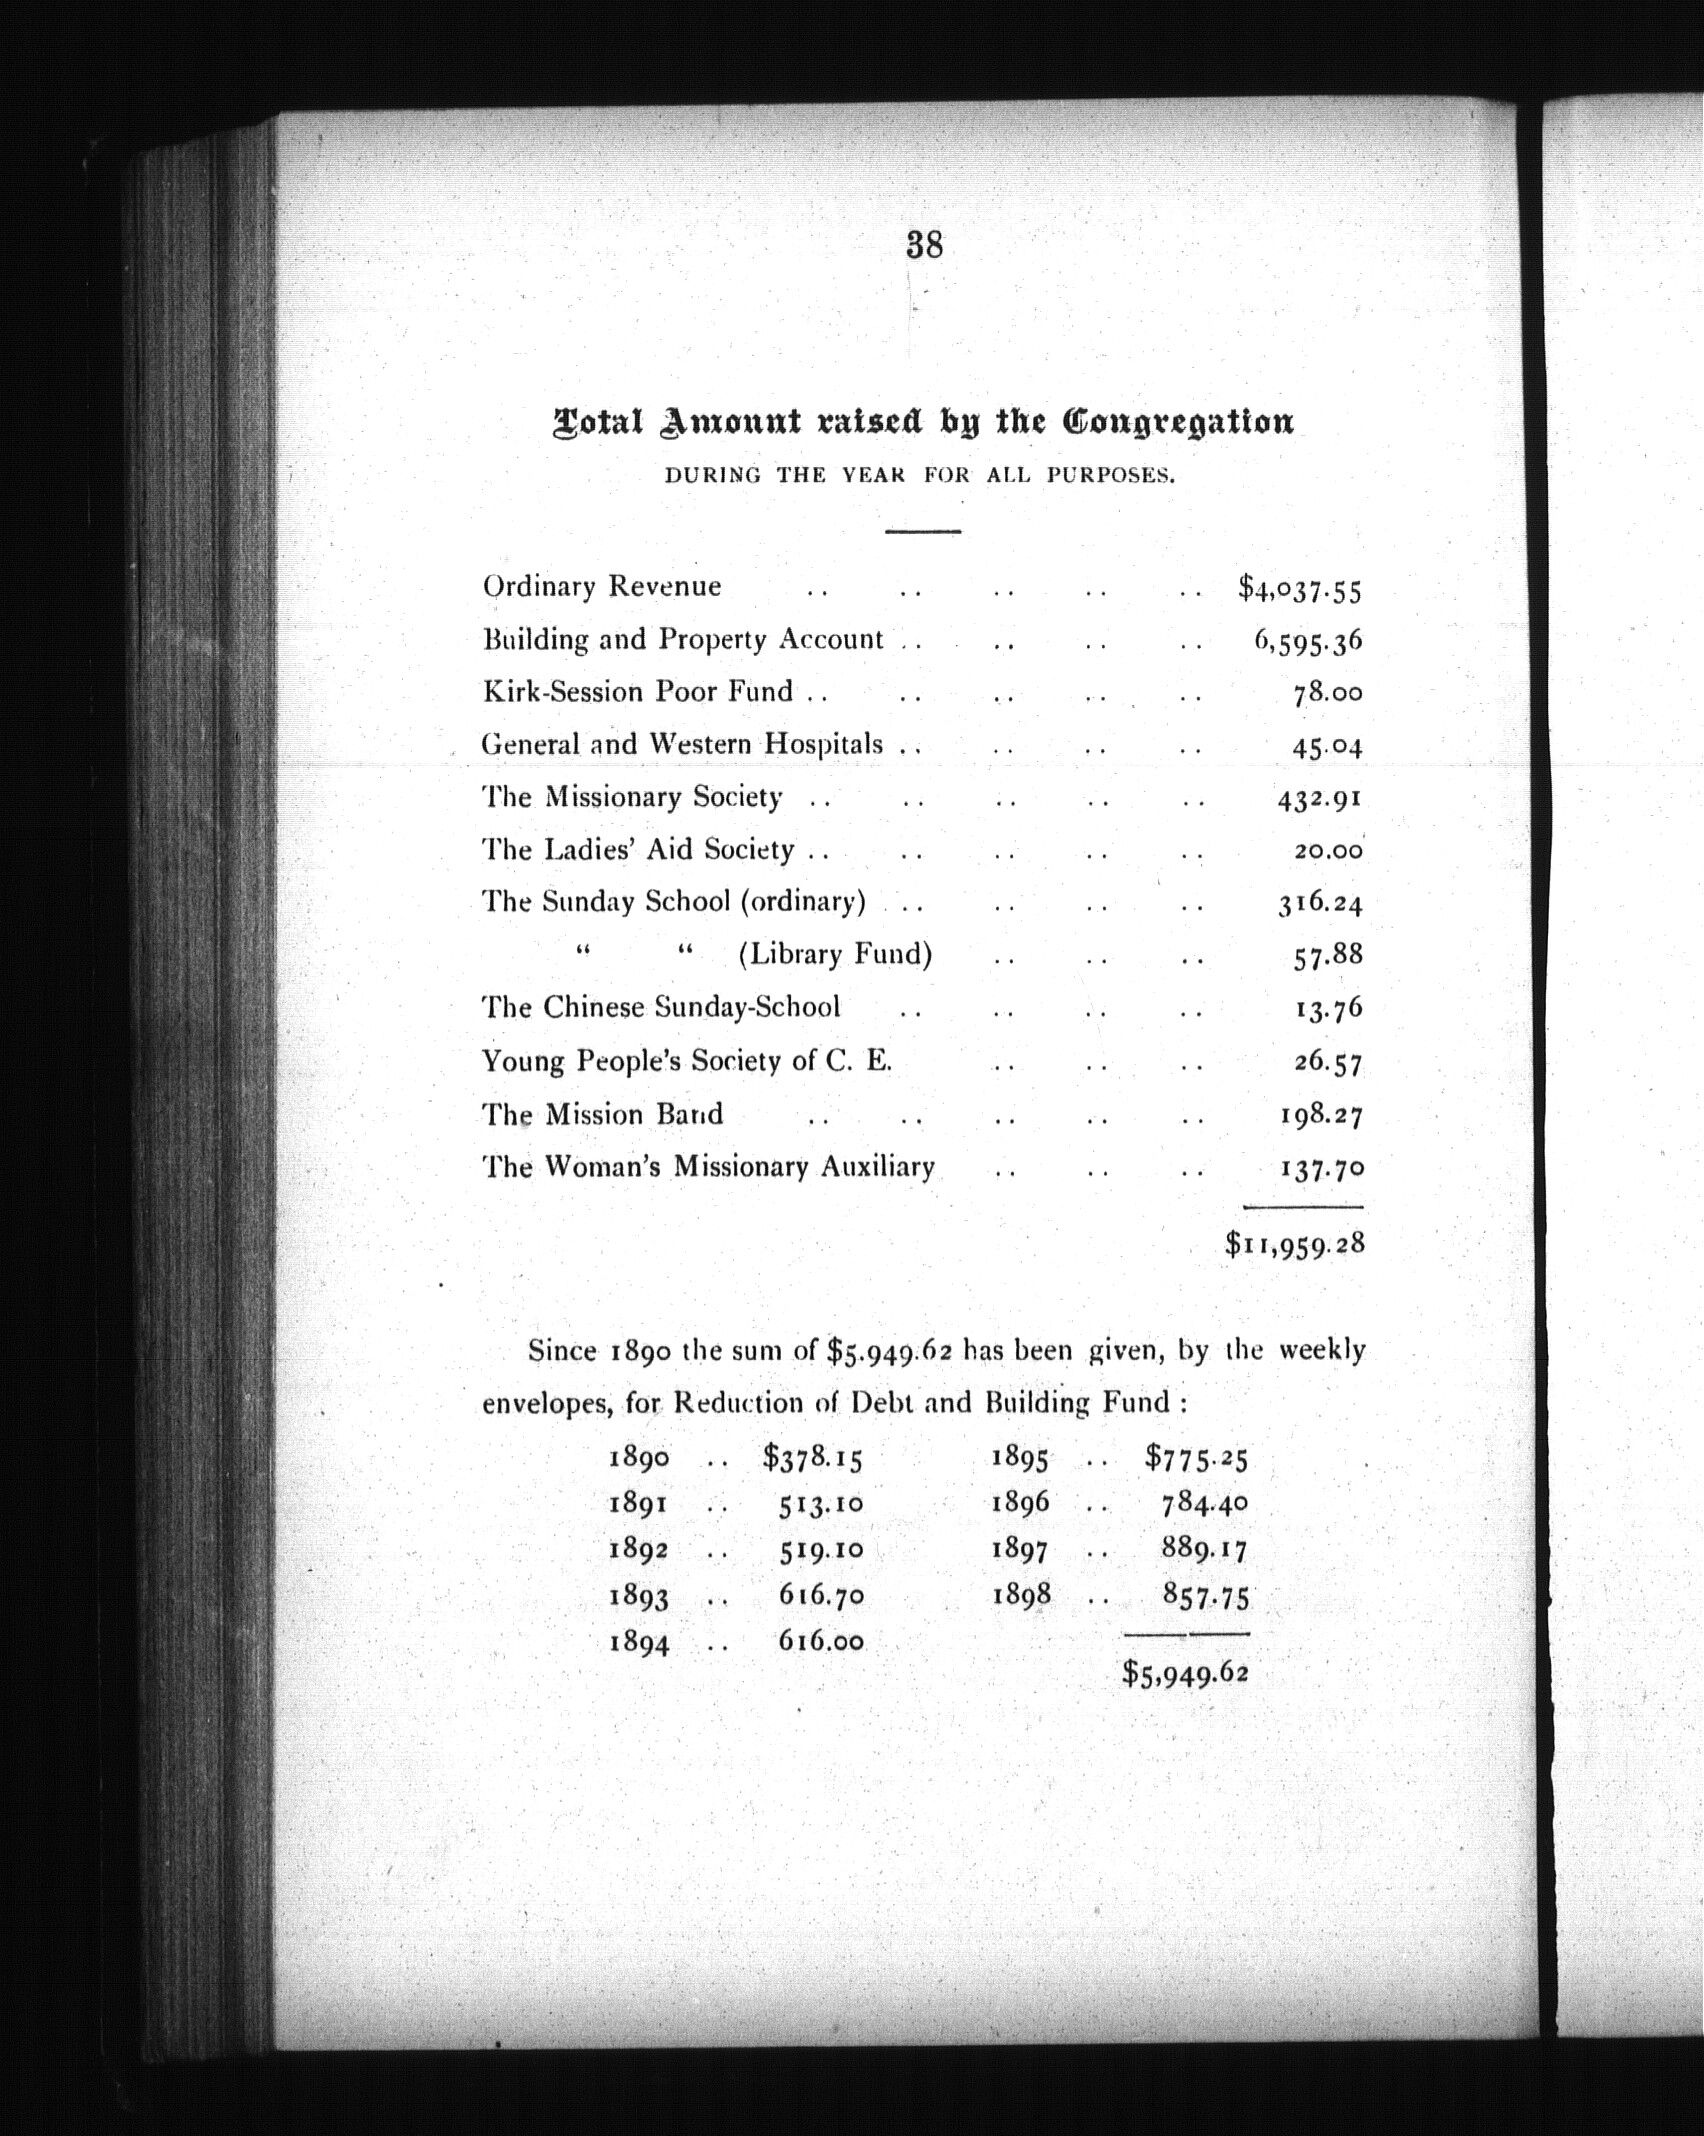 38
Total Amount raised by the Congregation
DURING THE YEAR FOR ALL PURPOSES.
Ordinary Revenue .. .. .. .. .. $4,037.55
Building and Property Account .. .. .. .. 6,595.36
Kirk-Session Poor Fund .. .. .. .. .. 78.00
General and Western Hospitals .. .. .. .. 45.04
The Missionary Society .. .. .. .. .. 432.91
The Ladies' Aid Society .. .. .. .. .. 20.00
The Sunday School (ordinary) .. .. .. .. 316.24
" " (Library Fund) .. .. .. 57.88
The Chinese Sunday-School .. .. .. .. 13.76
Young People's Society of C. E. .. .. .. 26.57
The Mission Band .. .. .. .. .. 198.27
The Woman's Missionary Auxiliary .. .. .. 137.70
$11,959.28
Since 1890 the sum of $5.949.62 has been given, by the weekly
envelopes, for Reduction of Debt and Building Fund :
1890 .. $378.15 1895 .. $775.25
1891 .. 513.10 1896 .. 784.40
1892 .. 519.10 1897 .. 889.17
1893 .. 616.70 1898 .. 857.75
1894 .. 616.00
$5,949.62